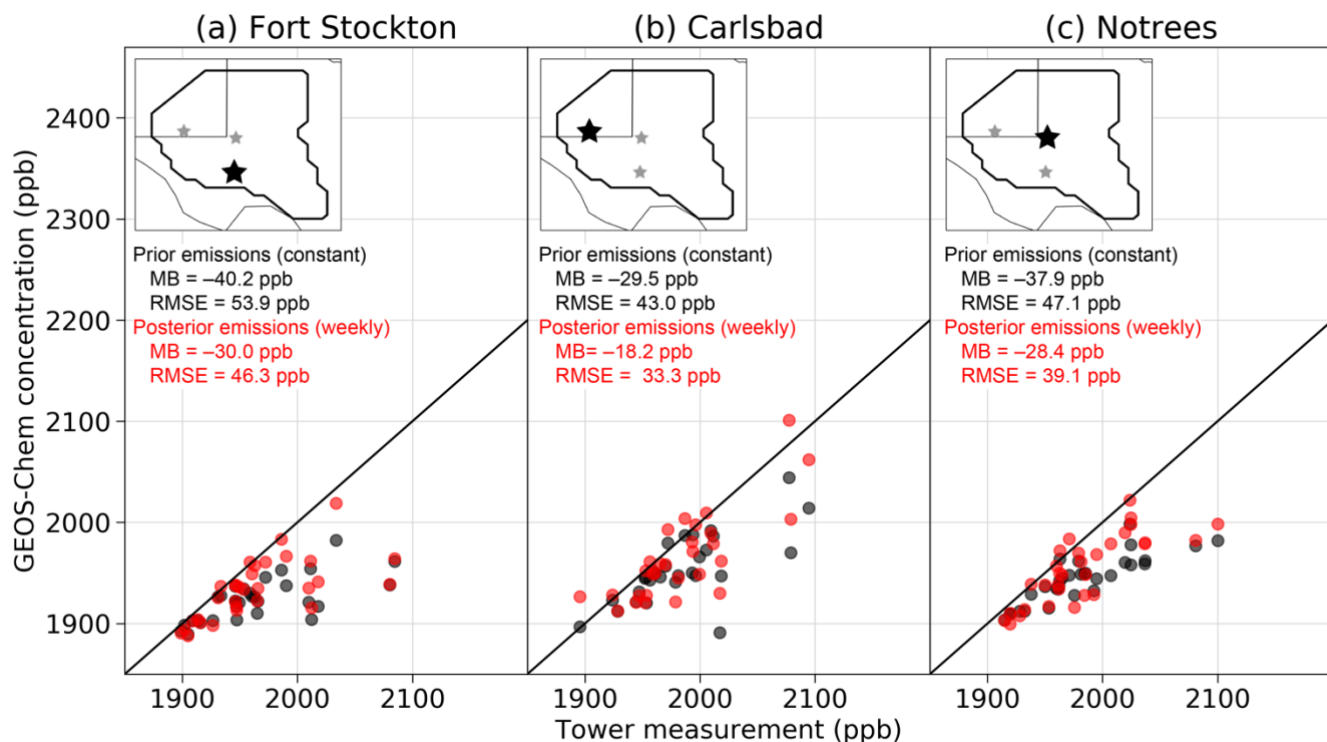 (a) Fort Stockton
(b) Carlsbad
(c) Notrees
GEOS-Chem concentration (ppb)
2400
2300
2200
2100
2000
1900
Prior emissions (constant)
MB = –40.2 ppb
RMSE = 53.9 ppb
Posterior emissions (weekly)
MB = –30.0 ppb
RMSE = 46.3 ppb
Prior emissions (constant)
MB = –29.5 ppb
RMSE = 43.0 ppb
Posterior emissions (weekly)
MB= –18.2 ppb
RMSE =  33.3 ppb
Prior emissions (constant)
MB = –37.9 ppb
RMSE = 47.1 ppb
Posterior emissions (weekly)
MB = –28.4 ppb
RMSE = 39.1 ppb
1900 2000 2100
1900 2000 2100
1900 2000 2100
Tower measurement (ppb)